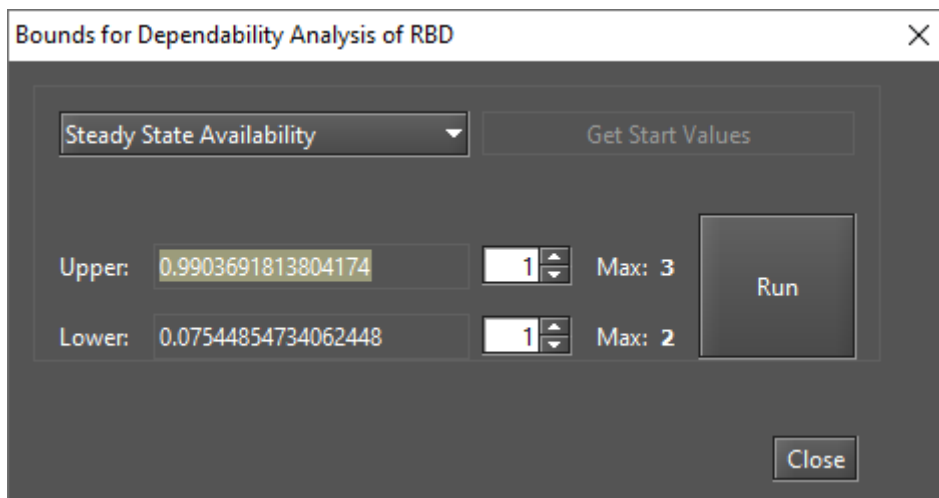 Bounds for Dependability Analysis of RBD
Steady State Availability Get Start Values
Upper: 0.9903691813804174 1 Max: 3
Run
Lower: 0.07544854734062448 1 Max: 2
Close